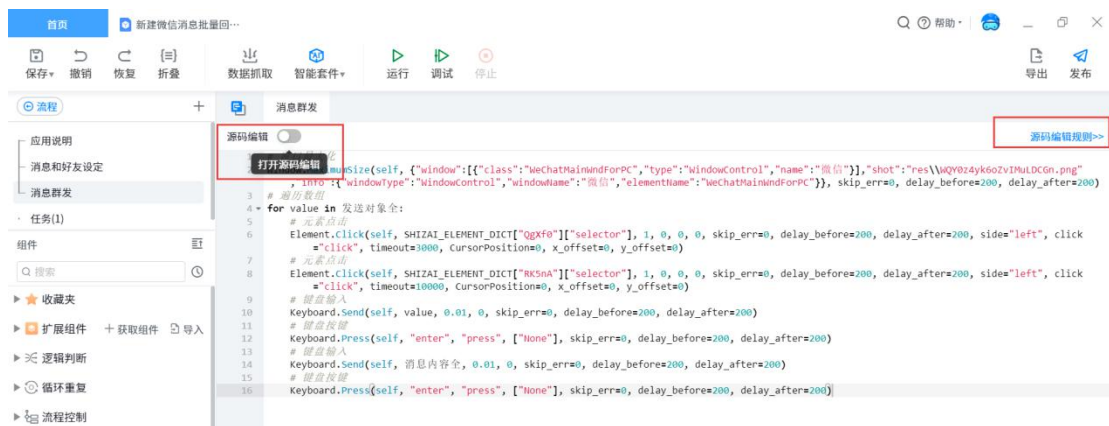 首页 新建微信消息批量回… 帮助
保存 撤销 恢复 折叠 数据抓取 智能套件 运行 调试 停止 导出 发布
流程 + 消息群发
应用说明
消息和好友设定
消息群发
任务(1)
组件
搜索
收藏夹
扩展组件 +获取组件 导入
逻辑判断
循环重复
流程控制
源码编辑 源码编辑规则>>
打开源码编辑
mumSize(self, {"window":[{"class":"WeChatMainWndForPC","type":"WindowControl","name":"微信"}],"shot":"res\\WQY0z4yk6oZvIMuLDCGn.png"
,"info":{"windowType":"WindowControl","windowName":"微信","elementName":"WeChatMainWndForPC"}}, skip_err=0, delay_before=200, delay_after=200)
3 # 遍历数组
4 for value in 发送对象全:
5 # 元素点击
6 Element.Click(self, SHIZAI_ELEMENT_DICT["QgXf0"]["selector"], 1, 0, 0, 0, skip_err=0, delay_before=200, delay_after=200, side="left", click
="click", timeout=3000, CursorPosition=0, x_offset=0, y_offset=0)
7 # 元素点击
8 Element.Click(self, SHIZAI_ELEMENT_DICT["RK5nA"]["selector"], 1, 0, 0, 0, skip_err=0, delay_before=200, delay_after=200, side="left", click
="click", timeout=10000, CursorPosition=0, x_offset=0, y_offset=0)
9 # 键盘输入
10 Keyboard.Send(self, value, 0.01, 0, skip_err=0, delay_before=200, delay_after=200)
11 # 键盘按键
12 Keyboard.Press(self, "enter", "press", ["None"], skip_err=0, delay_before=200, delay_after=200)
13 # 键盘输入
14 Keyboard.Send(self, 消息内容全, 0.01, 0, skip_err=0, delay_before=200, delay_after=200)
15 # 键盘按键
16 Keyboard.Press(self, "enter", "press", ["None"], skip_err=0, delay_before=200, delay_after=200)